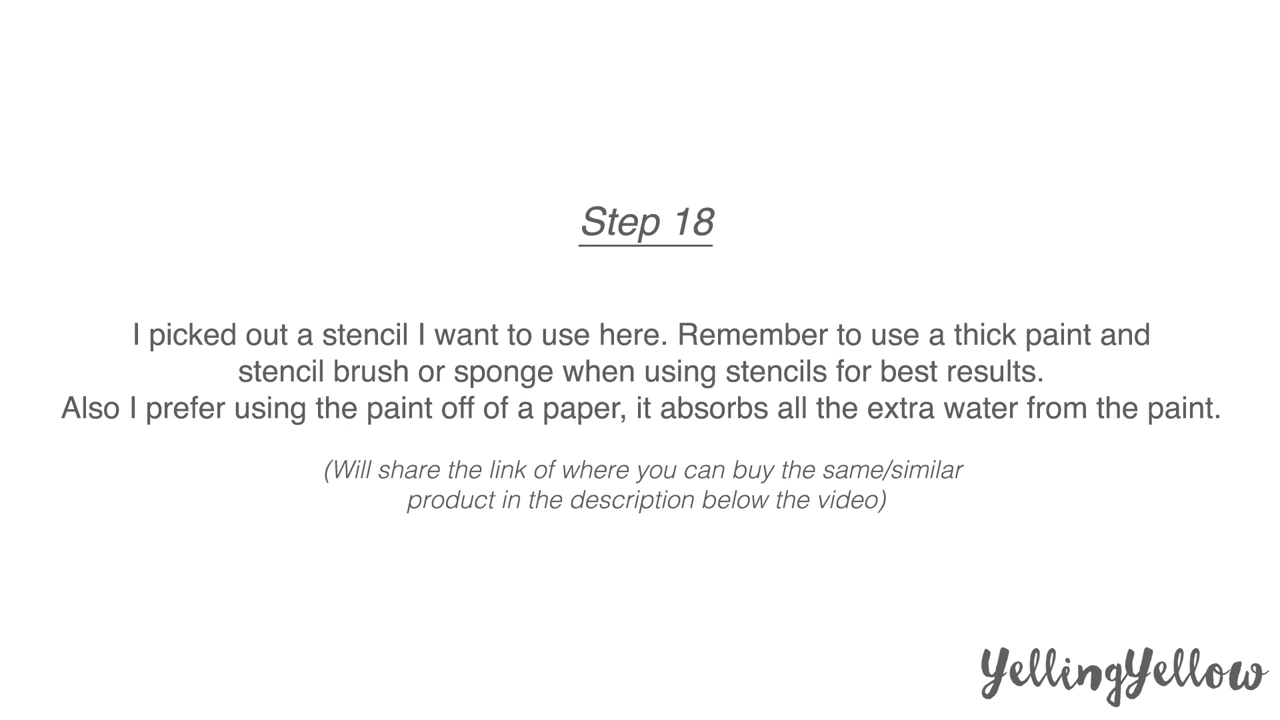 Step 18
I picked out a stencil I want to use here. Remember to use a thick paint and
stencil brush or sponge when using stencils for best results.
Also I prefer using the paint off of a paper, it absorbs all the extra water from the paint.
(Will share the link of where you can buy the same/similar
product in the description below the video)
YellingYellow